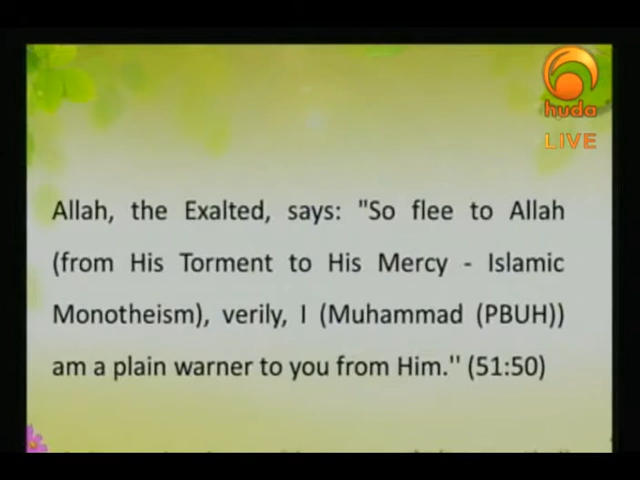 huda
LIVE
Allah, the Exalted, says: "So flee to Allah
(from His Torment to His Mercy - Islamic
Monotheism), verily, I (Muhammad (PBUH))
am a plain warner to you from Him.'' (51:50)